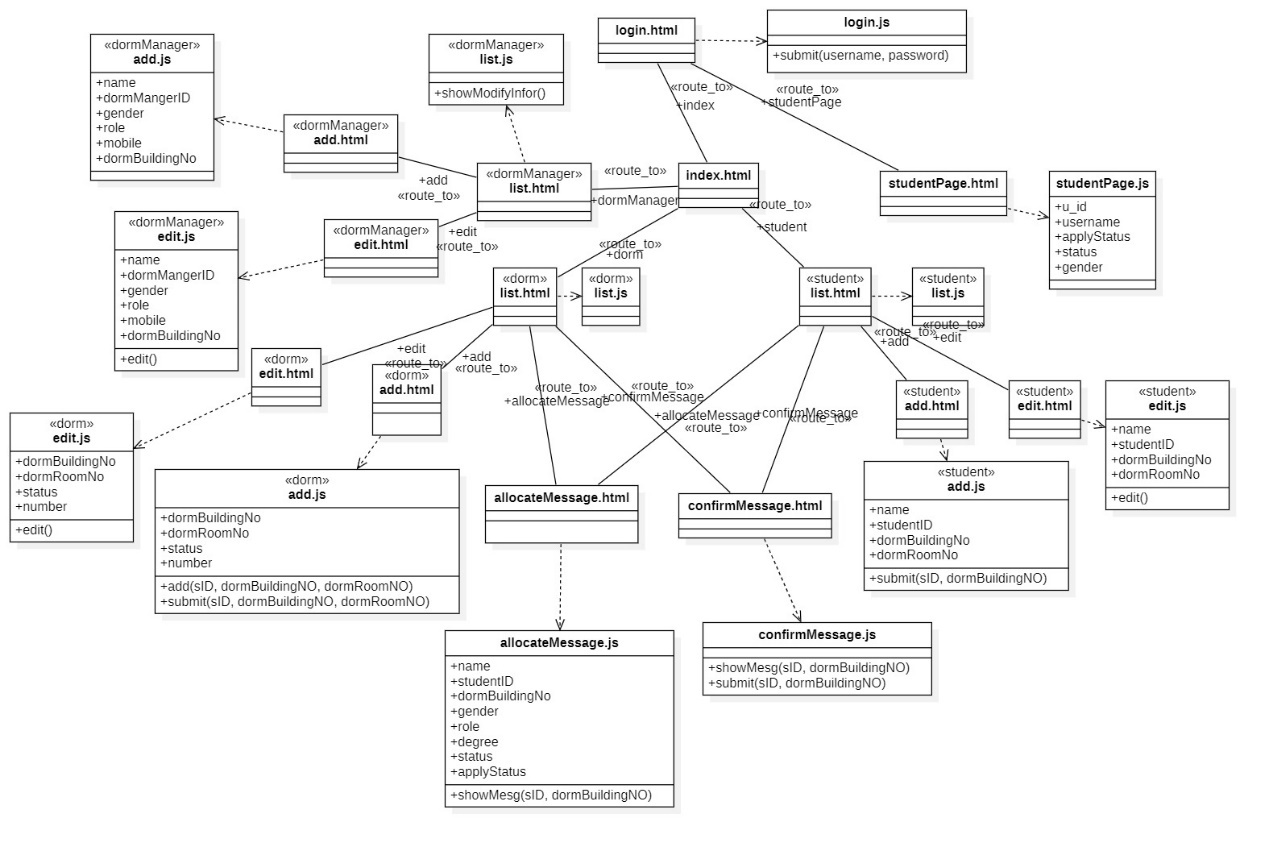 login.html
login.js
+submit(username, password)
«dormManager»
add.js
+name
+dormMangerID
+gender
+role
+mobile
+dormBuildingNo
«dormManager»
list.js
+showModifyInfor()
«route_to»
+index
«route_to»
+studentPage
«dormManager»
add.html
«dormManager»
list.html
+add
«route_to»
«route_to»
+dormManager
index.html
studentPage.html
studentPage.js
+u_id
+username
+applyStatus
+status
+gender
«route_to»
+student
«dormManager»
edit.js
+name
+dormMangerID
+gender
+role
+mobile
+dormBuildingNo
+edit()
«dormManager»
edit.html
+edit
«route_to»
«route_to»
+dorm
«dorm»
list.html
«dorm»
list.js
«student»
list.html
«student»
list.js
«dorm»
edit.html
+edit
«route_to»
«dorm»
add.html
+add
«route_to»
«route_to»
+allocateMessage
«route_to»
+confirmMessage
+allocateMessage
«route_to»
+confirmMessage
«route_to»
«route_to»
+add
«route_to»
+edit
«student»
add.html
«student»
edit.html
«student»
edit.js
+name
+studentID
+dormBuildingNo
+dormRoomNo
+edit()
«dorm»
edit.js
+dormBuildingNo
+dormRoomNo
+status
+number
+edit()
«dorm»
add.js
+dormBuildingNo
+dormRoomNo
+status
+number
+add(sID, dormBuildingNO, dormRoomNO)
+submit(sID, dormBuildingNO, dormRoomNO)
allocateMessage.html
confirmMessage.html
«student»
add.js
+name
+studentID
+dormBuildingNo
+dormRoomNo
+submit(sID, dormBuildingNO)
allocateMessage.js
+name
+studentID
+dormBuildingNo
+gender
+role
+degree
+status
+applyStatus
+showMesg(sID, dormBuildingNO)
confirmMessage.js
+showMesg(sID, dormBuildingNO)
+submit(sID, dormBuildingNO)